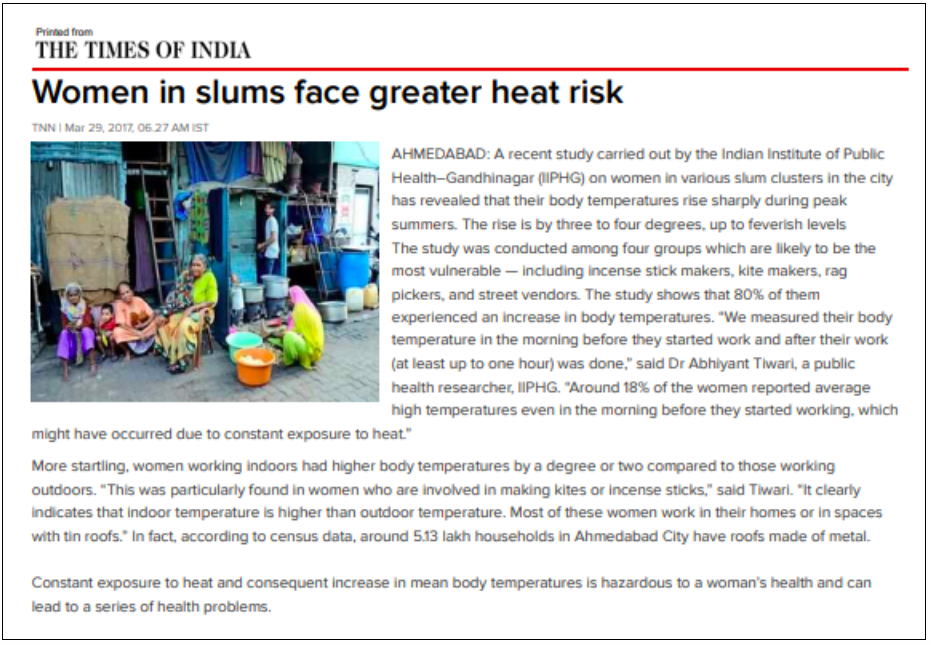 Printed from
THE TIMES OF INDIA
Women in slums face greater heat risk
TNN | Mar 29, 2017, 06.27 AM IST
AHMEDABAD: A recent study carried out by the Indian Institute of Public
Health–Gandhinagar (IIPHG) on women in various slum clusters in the city
has revealed that their body temperatures rise sharply during peak
summers. The rise is by three to four degrees, up to feverish levels
The study was conducted among four groups which are likely to be the
most vulnerable — including incense stick makers, kite makers, rag
pickers, and street vendors. The study shows that 80% of them
experienced an increase in body temperatures. “We measured their body
temperature in the morning before they started work and after their work
(at least up to one hour) was done,” said Dr Abhiyant Tiwari, a public
health researcher, IIPHG. “Around 18% of the women reported average
high temperatures even in the morning before they started working, which
might have occurred due to constant exposure to heat.”
More startling, women working indoors had higher body temperatures by a degree or two compared to those working
outdoors. “This was particularly found in women who are involved in making kites or incense sticks,” said Tiwari. “It clearly
indicates that indoor temperature is higher than outdoor temperature. Most of these women work in their homes or in spaces
with tin roofs.” In fact, according to census data, around 5.13 lakh households in Ahmedabad City have roofs made of metal.
Constant exposure to heat and consequent increase in mean body temperatures is hazardous to a woman's health and can
lead to a series of health problems.